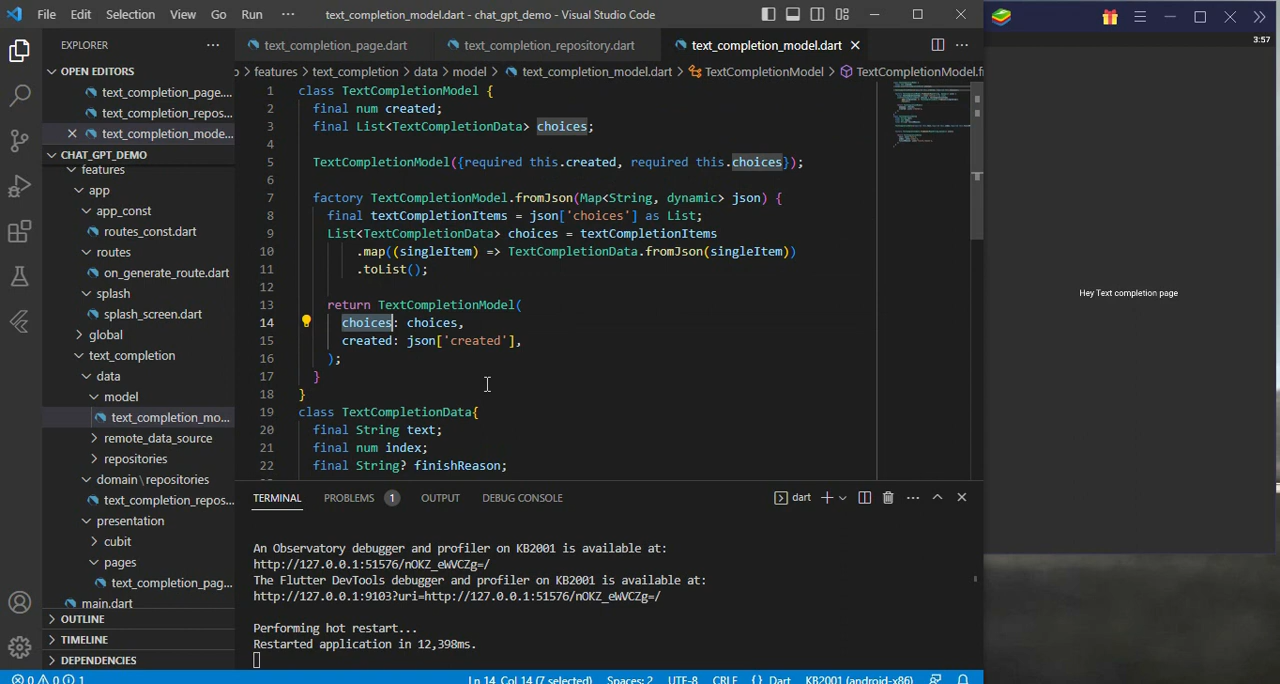 File Edit Selection View Go Run ··· text_completion_model.dart - chat_gpt_demo - Visual Studio Code
3:57
EXPLORER ···
OPEN EDITORS
text_completion_page....
text_completion_repos...
text_completion_mode...
CHAT_GPT_DEMO
features
app
app_const
routes_const.dart
routes
on_generate_route.dart
splash
splash_screen.dart
global
text_completion
data
model
text_completion_mo...
remote_data_source
repositories
domain\repositories
text_completion_repos...
presentation
cubit
pages
text_completion_pag...
main.dart
OUTLINE
TIMELINE
DEPENDENCIES
text_completion_page.dart text_completion_repository.dart text_completion_model.dart
> features > text_completion > data > model > text_completion_model.dart > TextCompletionModel > TextCompletionModel.fr
1 class TextCompletionModel {
2 final num created;
3 final List<TextCompletionData> choices;
4
5 TextCompletionModel({required this.created, required this.choices});
6
7 factory TextCompletionModel.fromJson(Map<String, dynamic> json) {
8 final textCompletionItems = json['choices'] as List;
9 List<TextCompletionData> choices = textCompletionItems
10 .map((singleItem) => TextCompletionData.fromJson(singleItem))
11 .toList();
12
13 return TextCompletionModel(
14 choices: choices,
15 created: json['created'],
16 );
17 }
18 }
19 class TextCompletionData{
20 final String text;
21 final num index;
22 final String? finishReason;
TERMINAL PROBLEMS 1 OUTPUT DEBUG CONSOLE dart
An Observatory debugger and profiler on KB2001 is available at:
http://127.0.0.1:51576/nOKZ_eWVCZg=/
The Flutter DevTools debugger and profiler on KB2001 is available at:
http://127.0.0.1:9103?uri=http://127.0.0.1:51576/nOKZ_eWVCZg=/
Performing hot restart...
Restarted application in 12,398ms.
0 0 1 Ln 14, Col 14 (7 selected) Spaces: 2 UTF-8 CRLF {} Dart KB2001 (android-x86)
Hey Text completion page